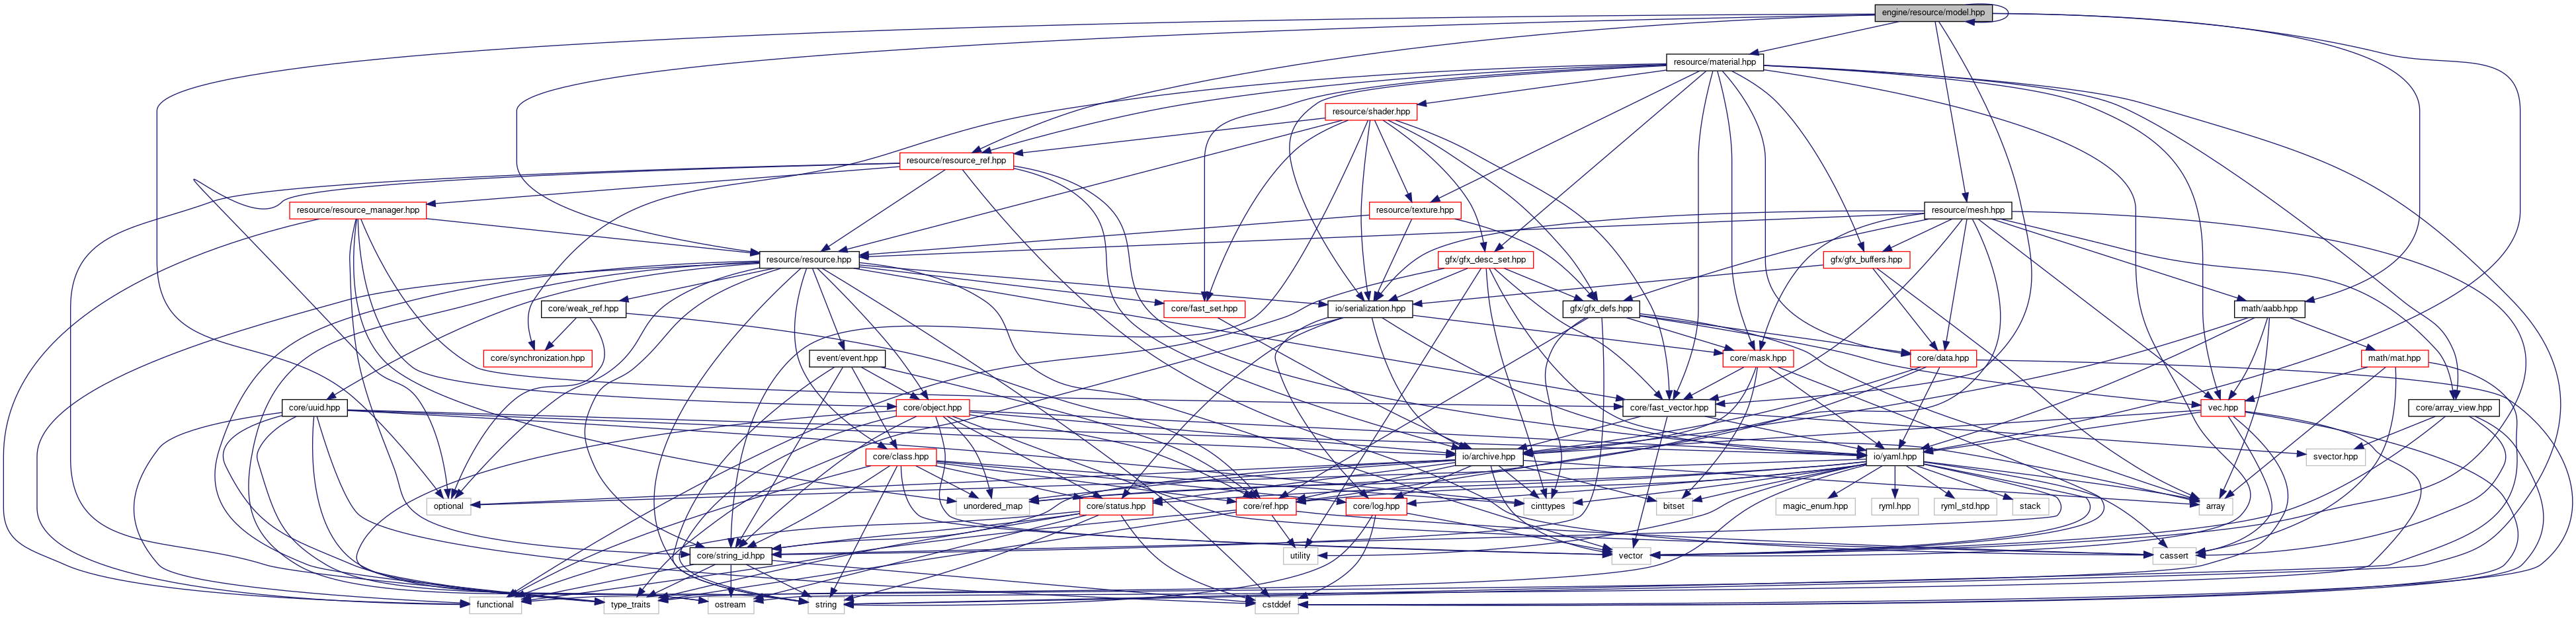 engine/resource/model.hpp
resource/material.hpp
resource/shader.hpp
resource/resource_ref.hpp
resource/resource_manager.hpp
resource/texture.hpp
resource/mesh.hpp
resource/resource.hpp
gfx/gfx_desc_set.hpp
gfx/gfx_buffers.hpp
core/weak_ref.hpp
core/fast_set.hpp
io/serialization.hpp
gfx/gfx_defs.hpp
math/aabb.hpp
core/synchronization.hpp
event/event.hpp
core/mask.hpp
core/data.hpp
math/mat.hpp
core/uuid.hpp
core/object.hpp
core/fast_vector.hpp
vec.hpp
core/array_view.hpp
core/class.hpp
io/archive.hpp
io/yaml.hpp
svector.hpp
optional
unordered_map
core/status.hpp
core/ref.hpp
core/log.hpp
cinttypes
bitset
magic_enum.hpp
ryml.hpp
ryml_std.hpp
stack
array
core/string_id.hpp
utility
vector
cassert
functional
type_traits
ostream
string
cstddef